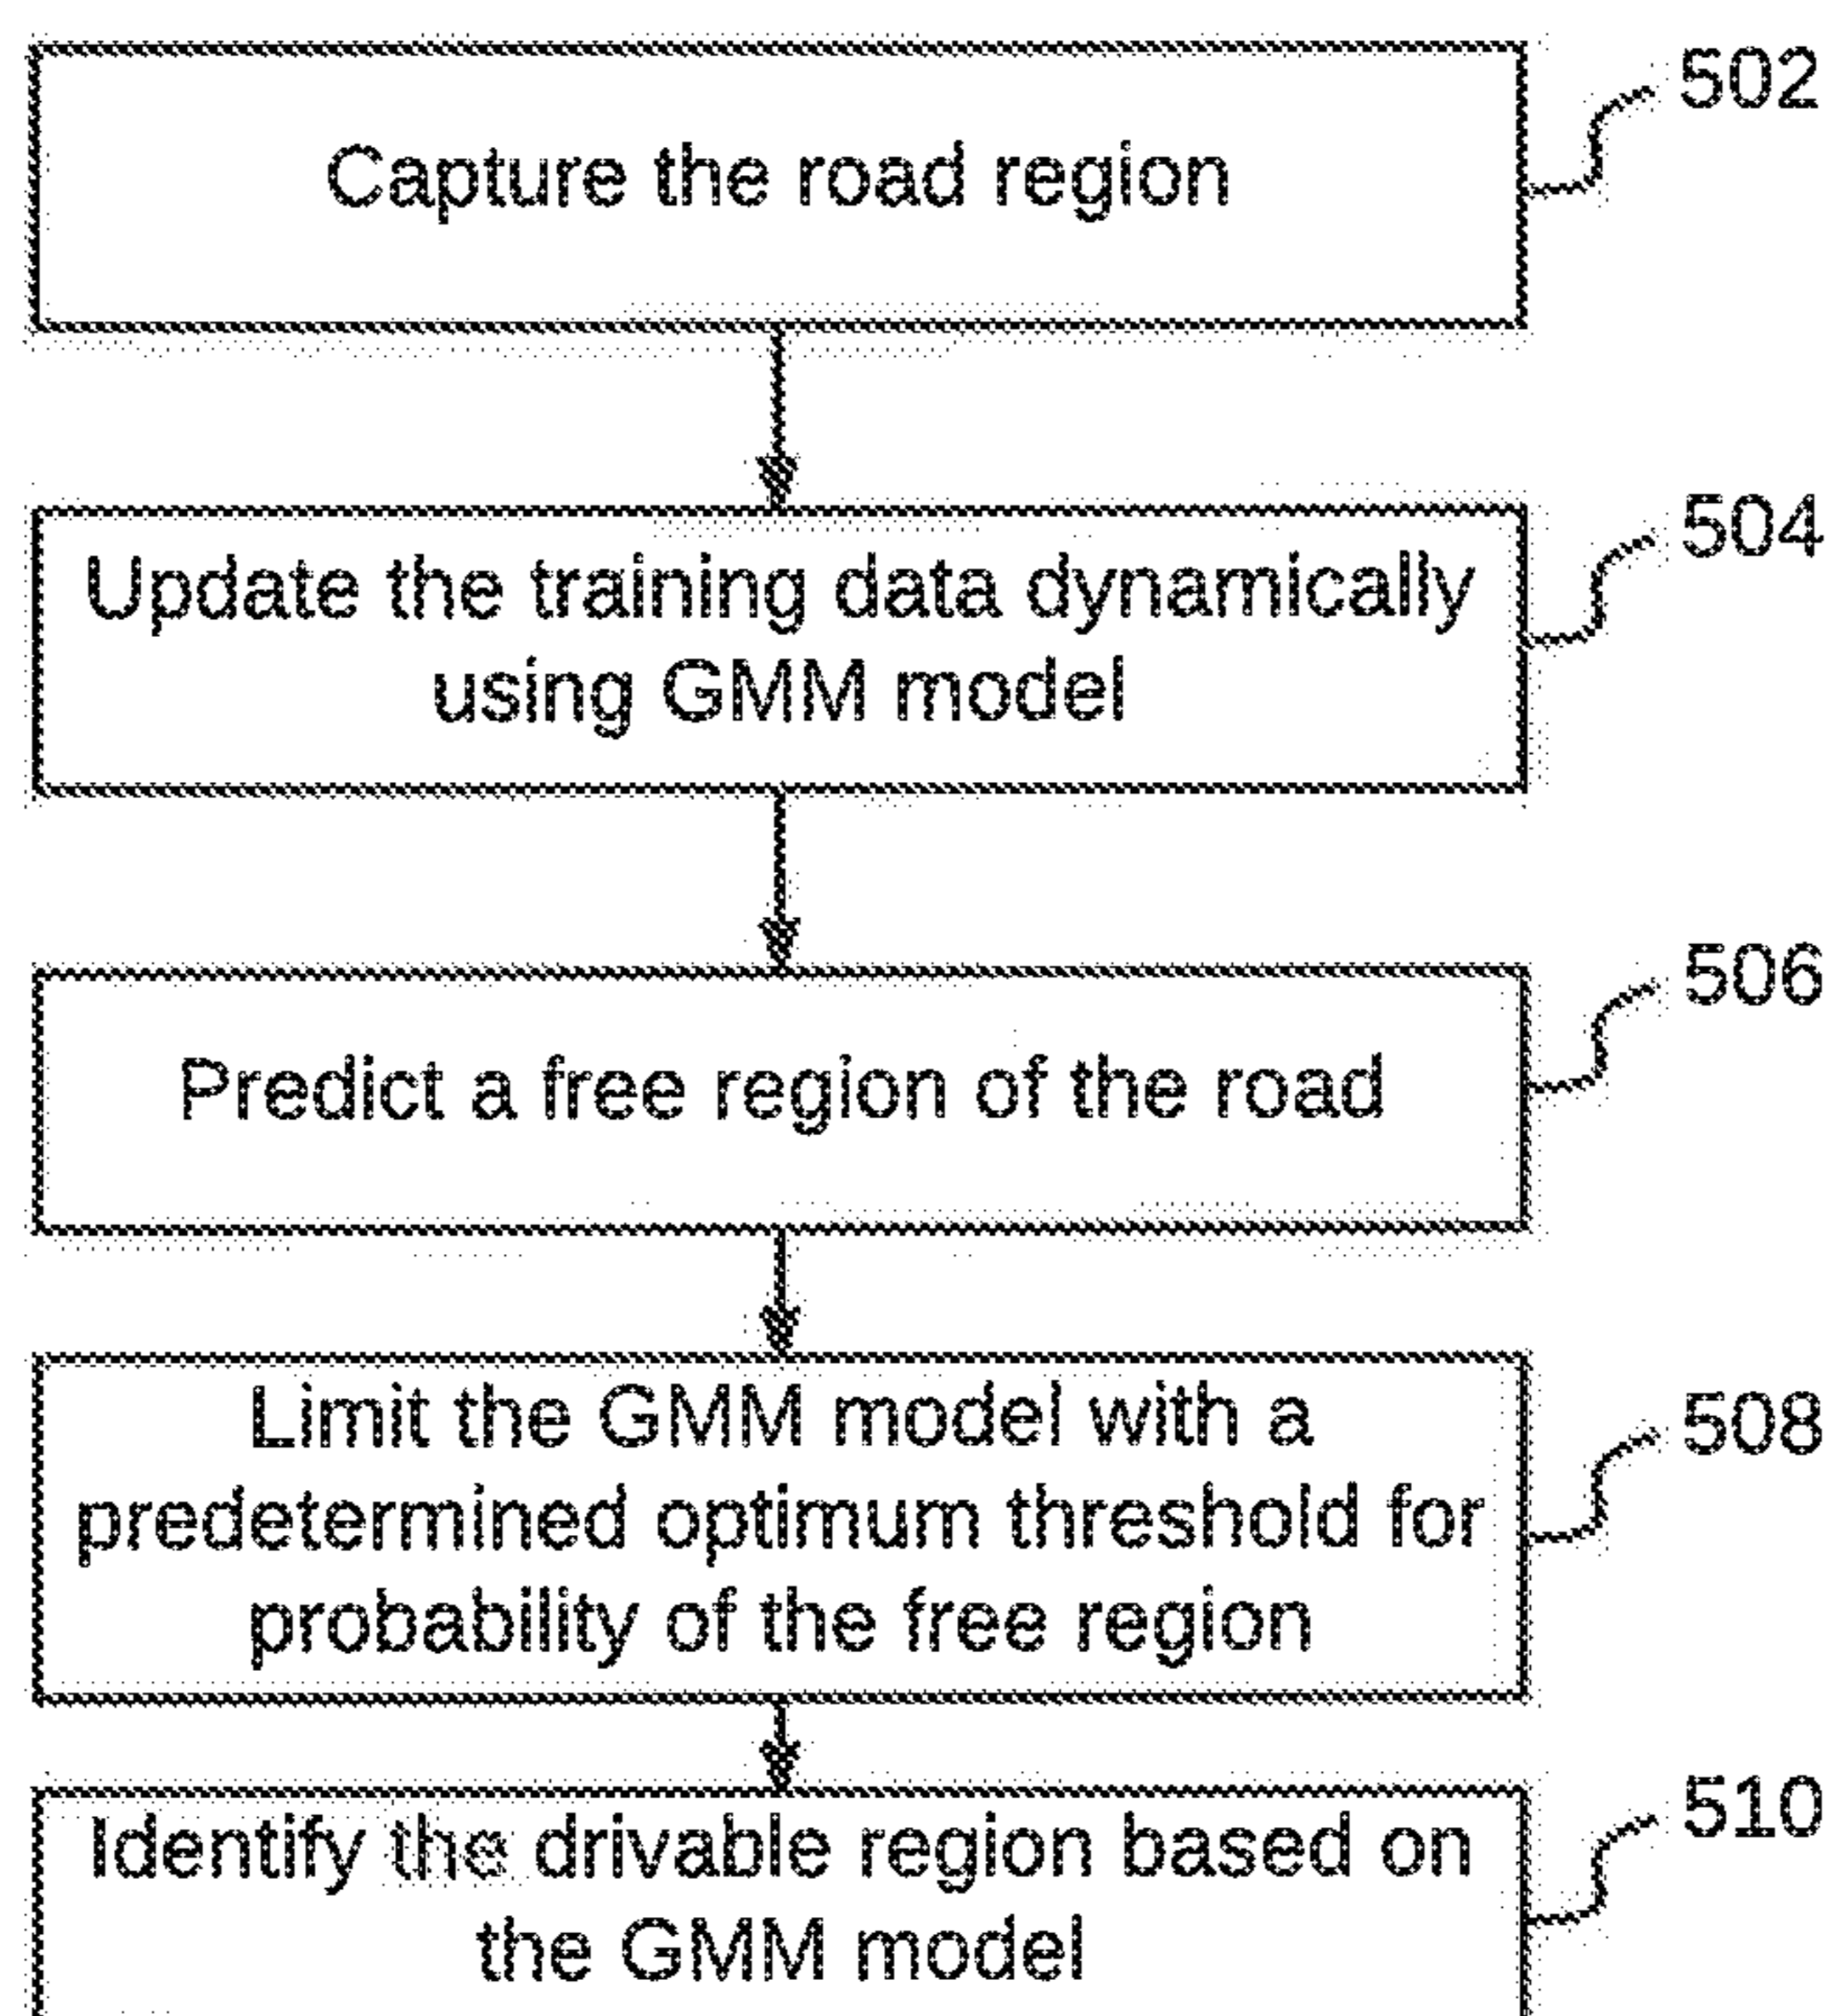 Capture the road region
502
Update the training data dynamically
using GMM model
504
Predict a free region of the road
506
Limit the GMM model with a
predetermined optimum threshold for
probability of the free region
508
Identify the drivable region based on
the GMM model
510